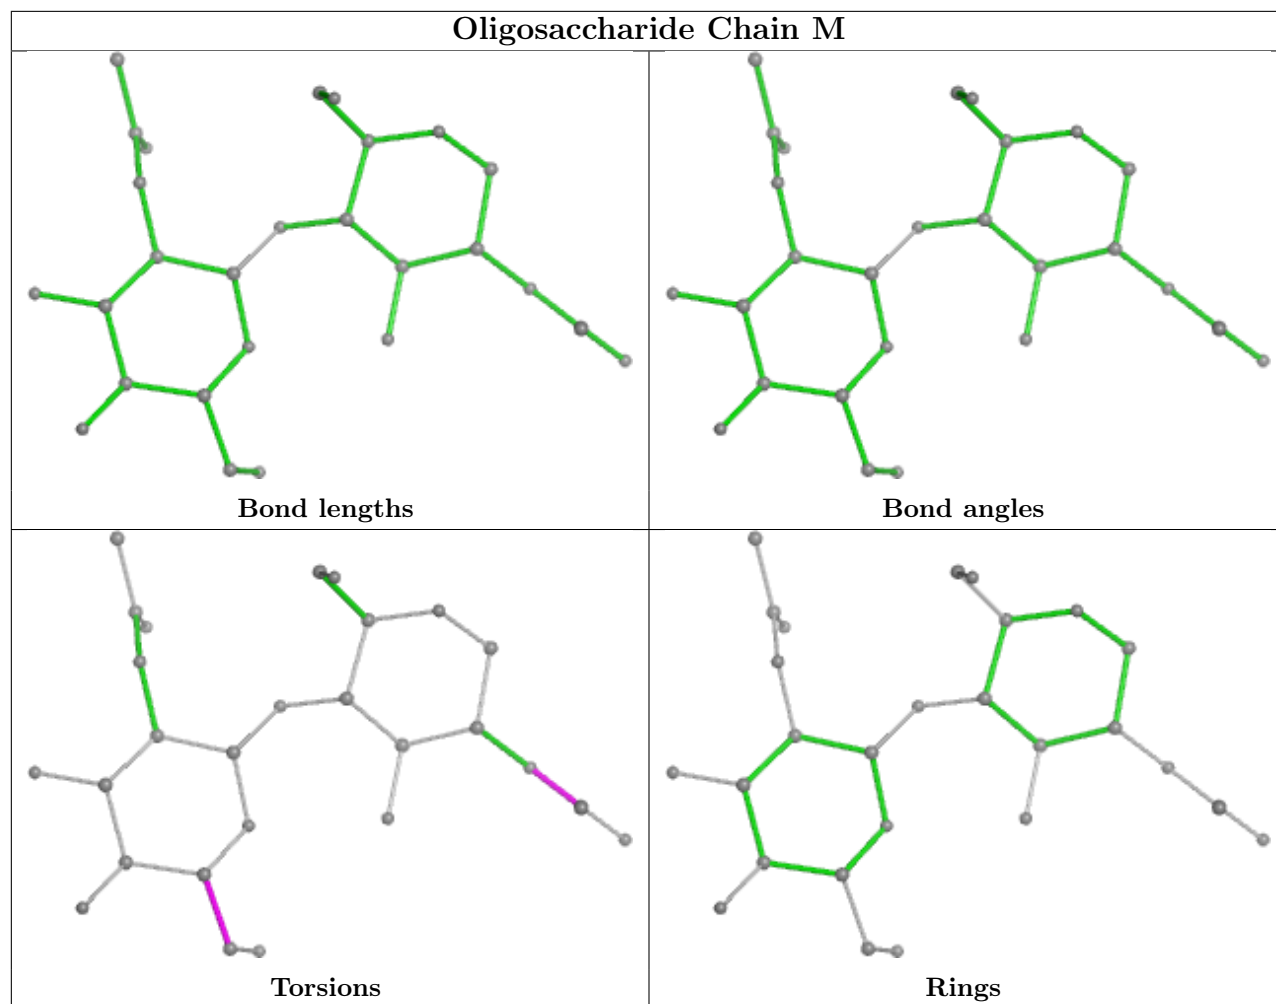 Oligosaccharide Chain M
Bond lengths
Bond angles
Torsions
Rings